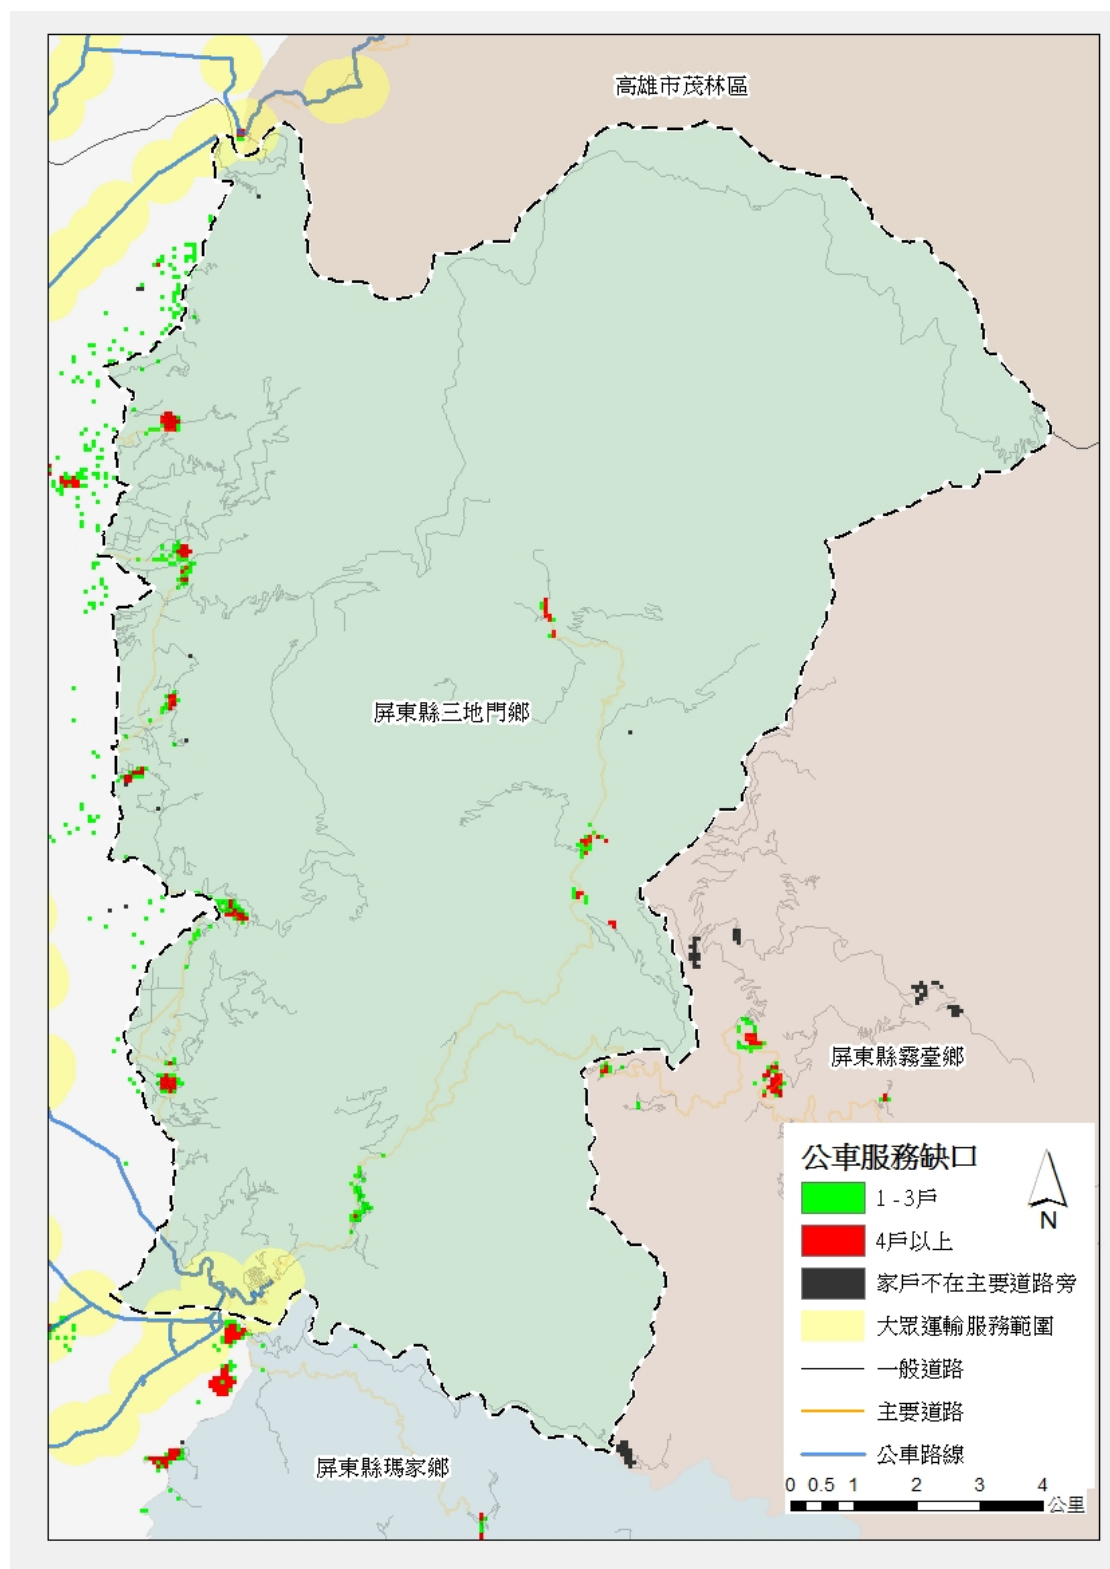 高雄市茂林區
屏東縣三地門鄉
屏東縣霧臺鄉
公車服務缺口
1 - 3戶
4戶以上
家戶不在主要道路旁
大眾運輸服務範圍
一般道路
主要道路
公車路線
N
0 0.5 1 2 3 4
公里
屏東縣瑪家鄉